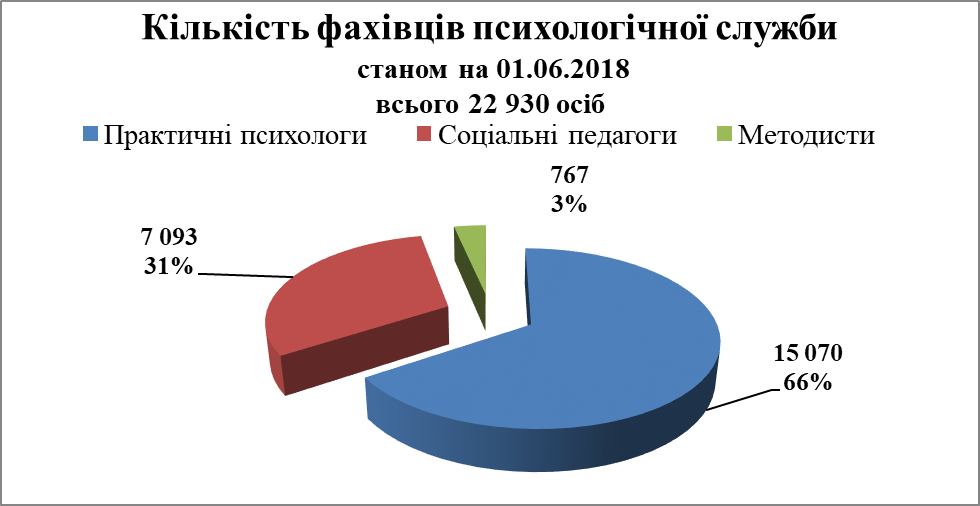 Кількість фахівців психологічної служби
станом на 01.06.2018
всього 22 930 осіб
Практичні психологи Соціальні педагоги Методисти
767
3%
7 093
31%
15 070
66%